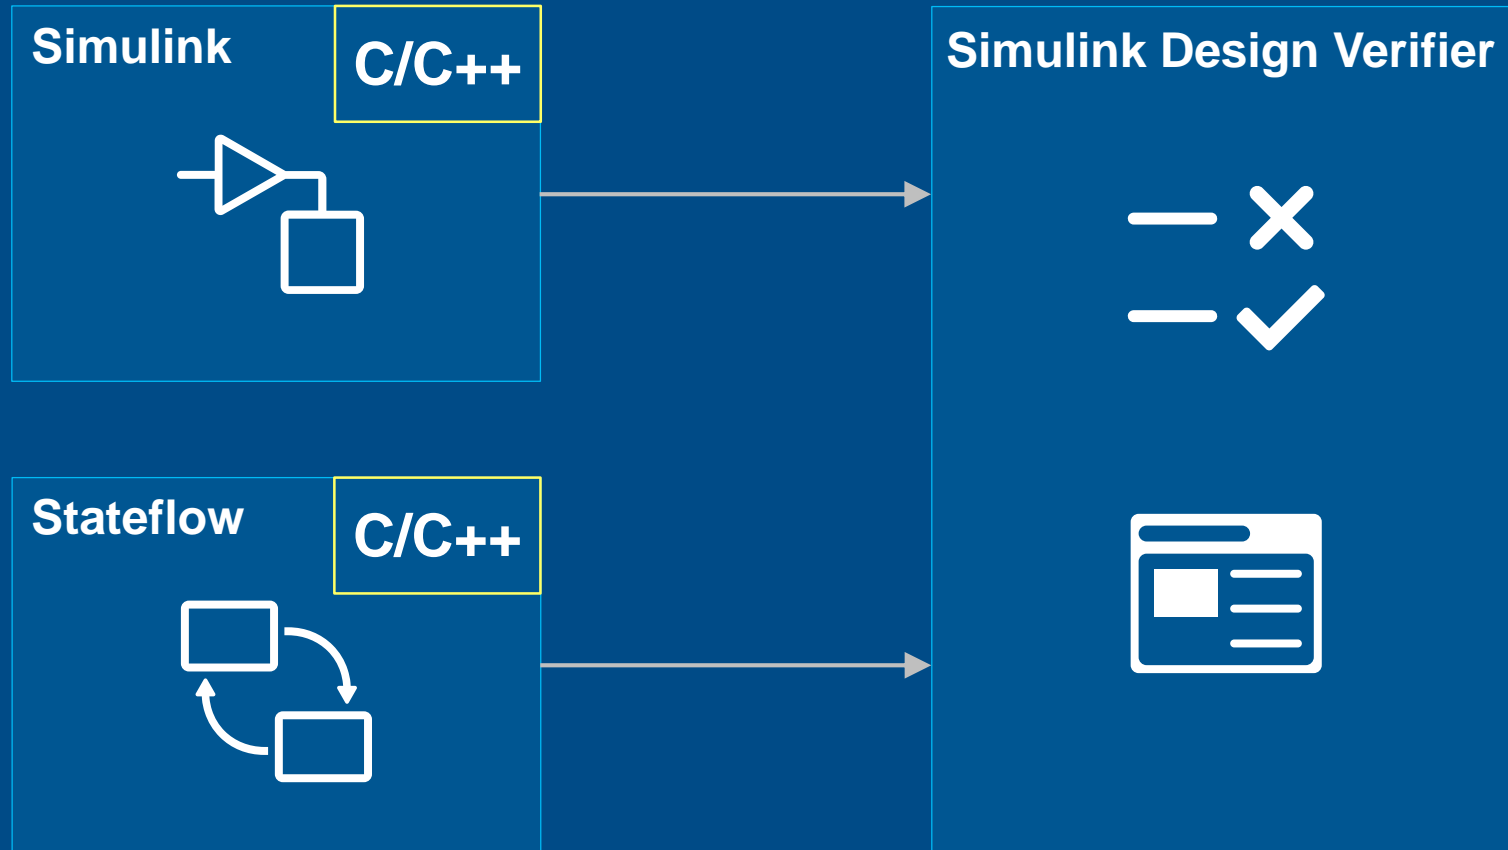 Simulink
C/C++
Simulink Design Verifier
Stateflow
C/C++